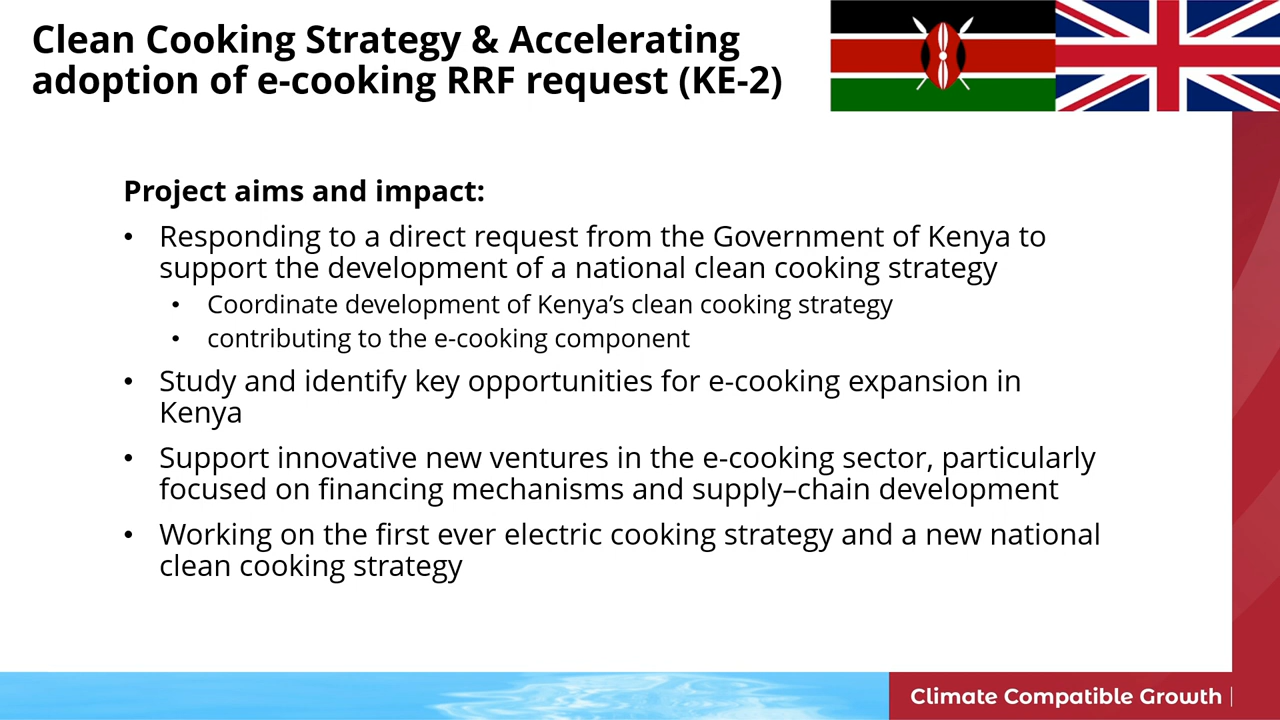 Clean Cooking Strategy & Accelerating
adoption of e-cooking RRF request (KE-2)
Project aims and impact:
• Responding to a direct request from the Government of Kenya to
support the development of a national clean cooking strategy
• Coordinate development of Kenya’s clean cooking strategy
• contributing to the e-cooking component
• Study and identify key opportunities for e-cooking expansion in
Kenya
• Support innovative new ventures in the e-cooking sector, particularly
focused on financing mechanisms and supply–chain development
• Working on the first ever electric cooking strategy and a new national
clean cooking strategy
Climate Compatible Growth |